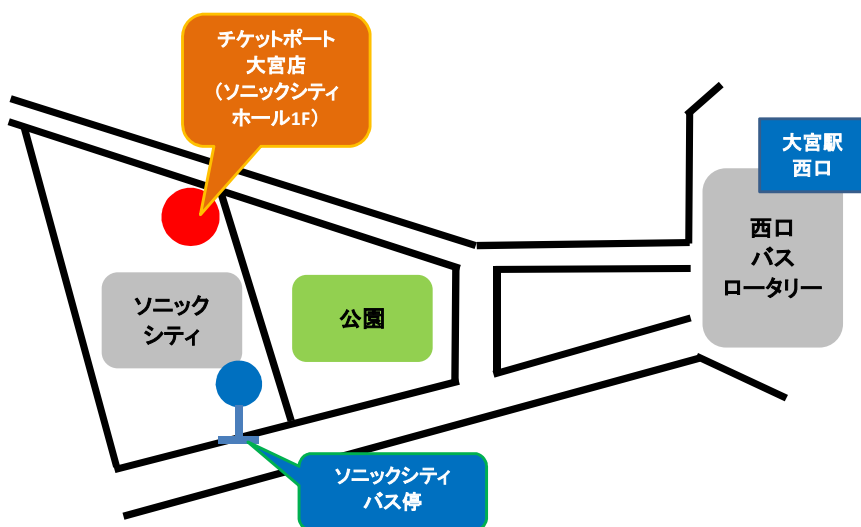 チケットポート
大宮店
（ソニックシティ
ホール1F）
大宮駅
西口
西口
バス
ロータリー
ソニック
シティ
公園
ソニックシティ
バス停